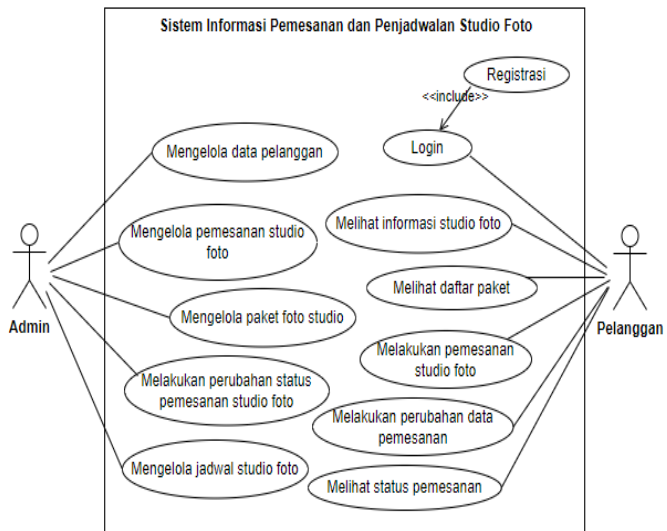 Sistem Informasi Pemesanan dan Penjadwalan Studio Foto
Registrasi
<<include>>
Login
Mengelola data pelanggan
Melihat informasi studio foto
Mengelola pemesanan studio
foto
Melihat daftar paket
Mengelola paket foto studio
Admin
Pelanggan
Melakukan pemesanan
studio foto
Melakukan perubahan status
pemesanan studio foto
Melakukan perubahan data
pemesanan
Mengelola jadwal studio foto
Melihat status pemesanan